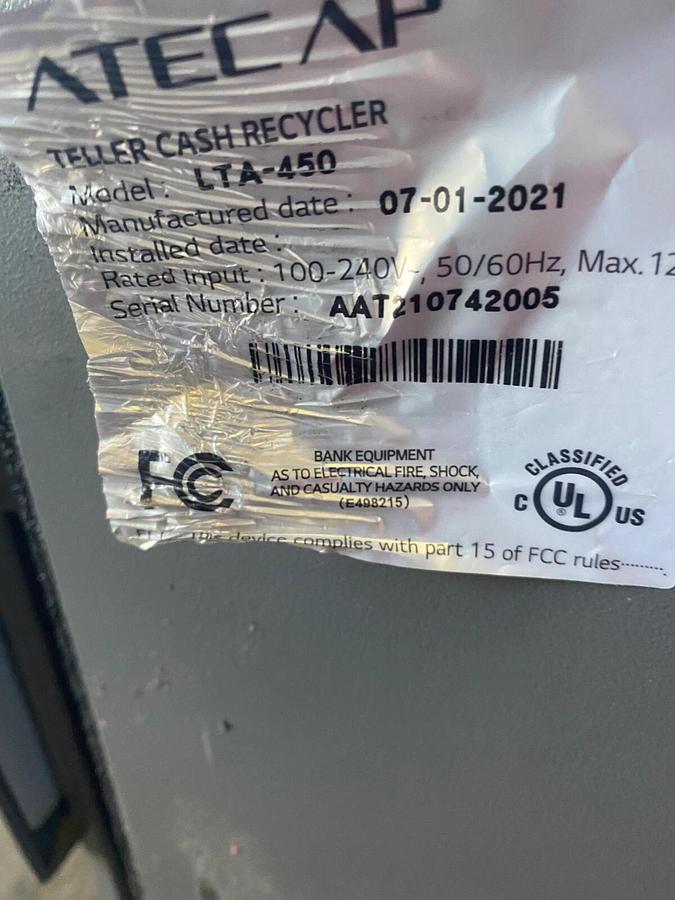 ATEC AP
TELLER CASH RECYCLER
Model : LTA-450
Manufactured date : 07-01-2021
Installed date :
Rated Input : 100-240V~, 50/60Hz, Max. 12
Serial Number : AAT210742005
FC
BANK EQUIPMENT
AS TO ELECTRICAL FIRE, SHOCK,
AND CASUALTY HAZARDS ONLY
(E498215)
CLASSIFIED
C UL US
®
This device complies with part 15 of FCC rules